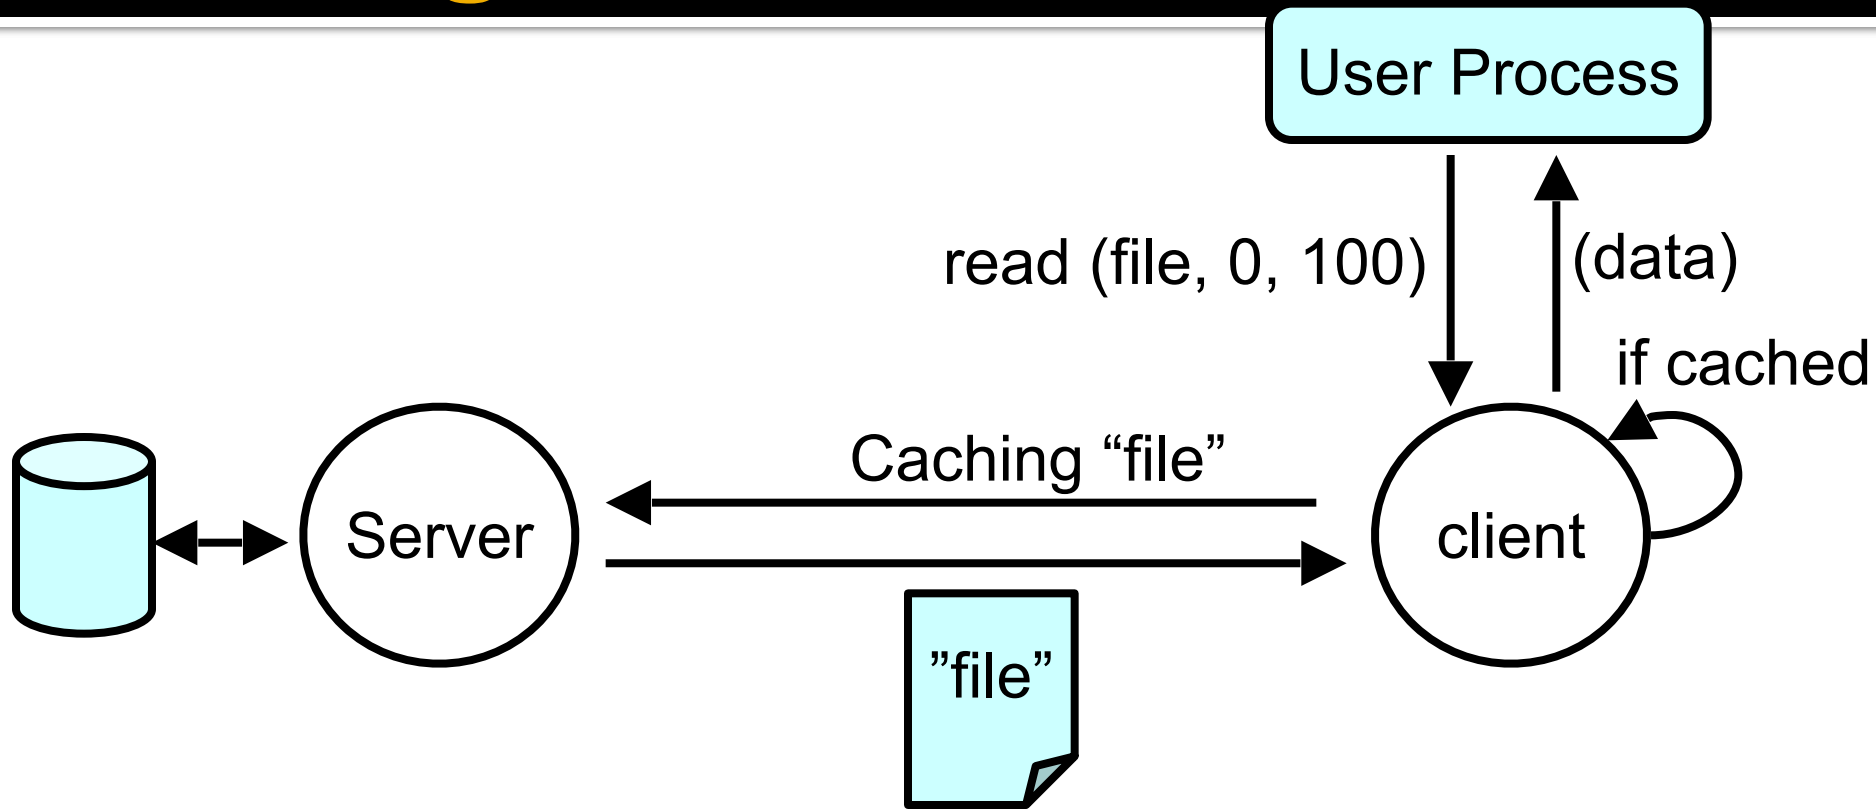 User Process
read (file, 0, 100)
(data)
if cached
Caching “file”
Server
client
”file”